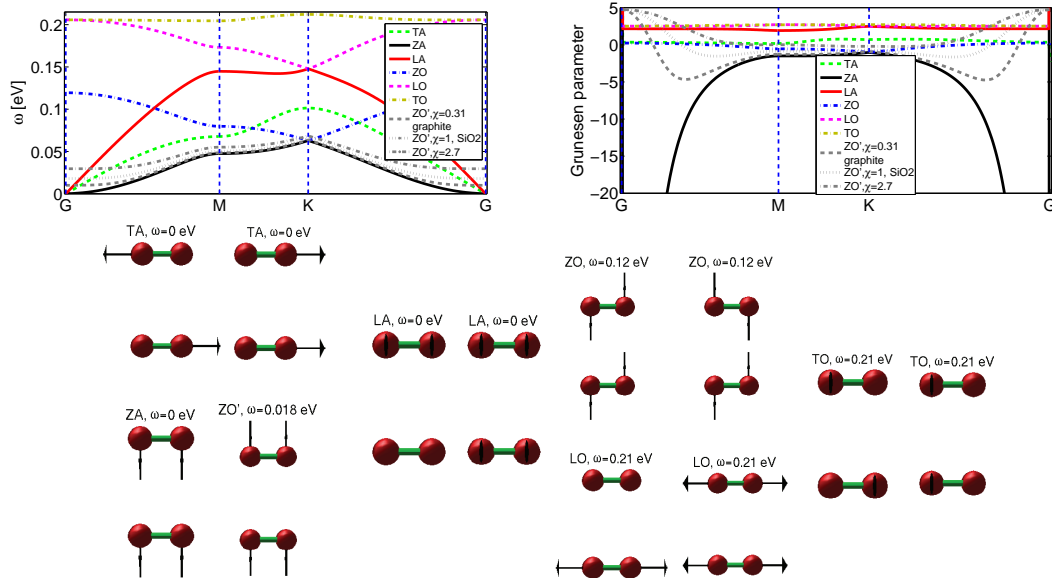 ω [eV]
0.2
0.15
0.1
0.05
0
G
M
K
G
TA
ZA
LA
ZO
LO
TO
ZO',χ=0.31
graphite
ZO',χ=1, SiO2
ZO',χ=2.7
Grunesen parameter
5
0
−5
−10
−15
−20
G
M
K
G
TA
ZA
LA
ZO
LO
TO
ZO',χ=0.31
graphite
ZO',χ=1, SiO2
ZO',χ=2.7
TA, ω=0 eV
TA, ω=0 eV
LA, ω=0 eV
LA, ω=0 eV
ZA, ω=0 eV
ZO', ω=0.018 eV
ZO, ω=0.12 eV
ZO, ω=0.12 eV
TO, ω=0.21 eV
TO, ω=0.21 eV
LO, ω=0.21 eV
LO, ω=0.21 eV